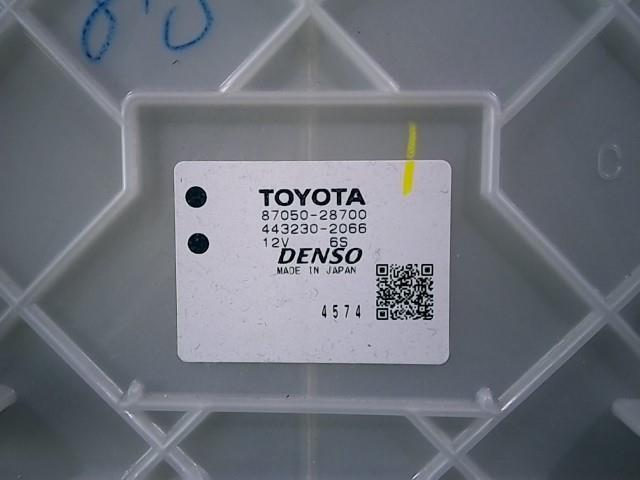 TOYOTA
87050-28700
443230-2066
12V 6S
DENSO
MADE IN JAPAN
4574